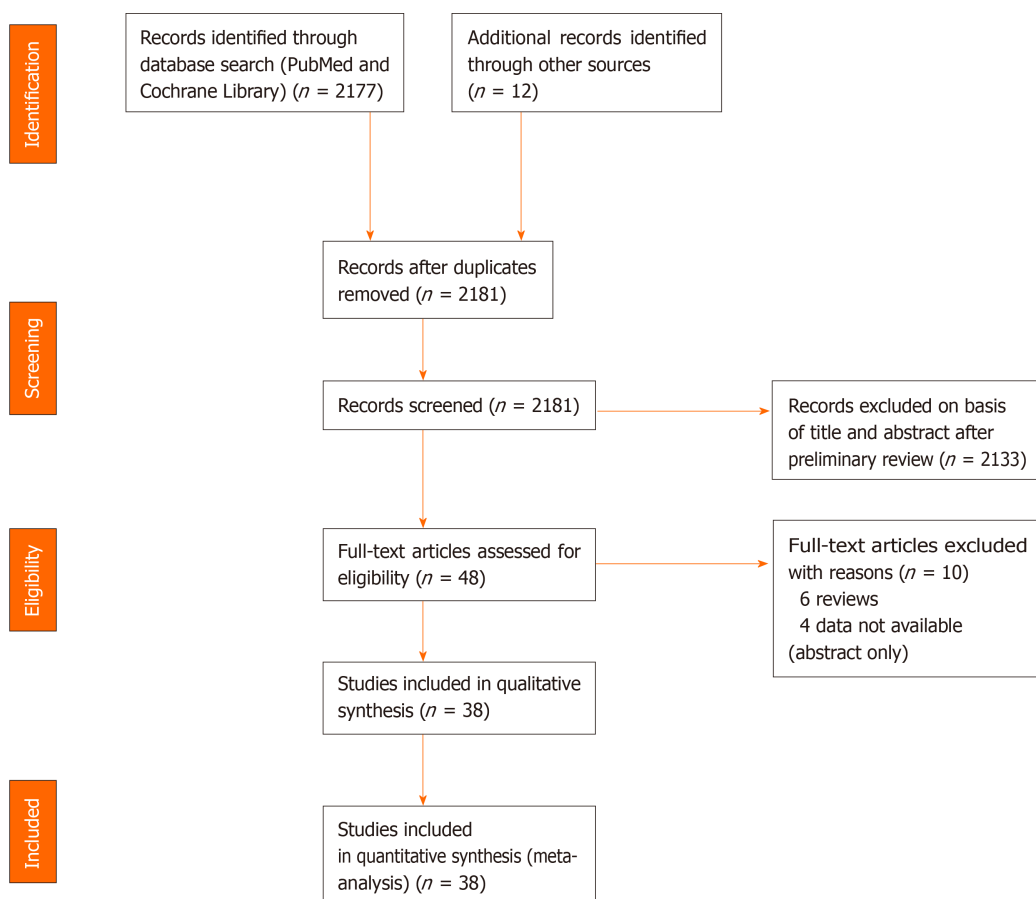 Identification
Records identified through
database search (PubMed and
Cochrane Library) (n = 2177)
Additional records identified
through other sources
(n = 12)
Records after duplicates
removed (n = 2181)
Screening
Records screened (n = 2181)
Records excluded on basis
of title and abstract after
preliminary review (n = 2133)
Eligibility
Full-text articles assessed for
eligibility (n = 48)
Full-text articles excluded
with reasons (n = 10)
6 reviews
4 data not available
(abstract only)
Studies included in qualitative
synthesis (n = 38)
Included
Studies included
in quantitative synthesis (meta-
analysis) (n = 38)